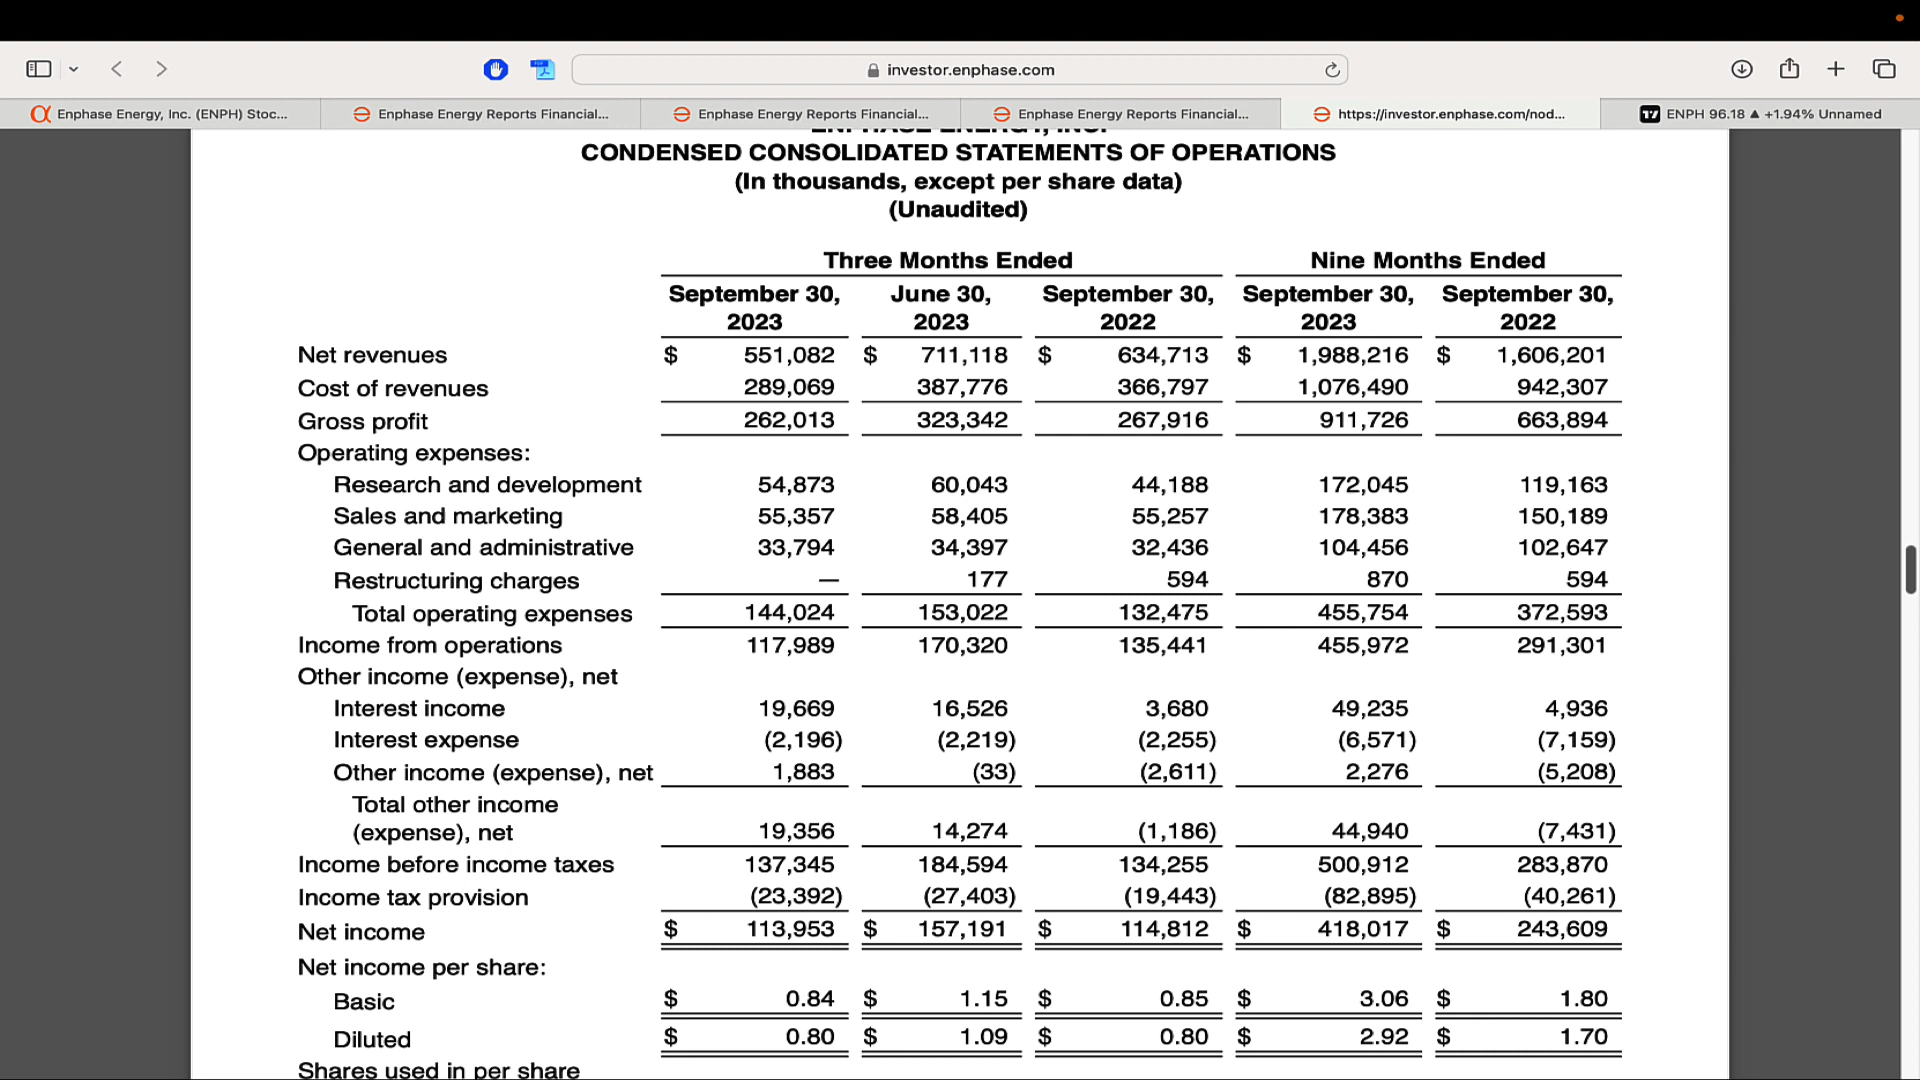 investor.enphase.com
Enphase Energy, Inc. (ENPH) Stoc...
Enphase Energy Reports Financial...
Enphase Energy Reports Financial...
Enphase Energy Reports Financial...
https://investor.enphase.com/nod...
ENPH 96.18 ▲ +1.94% Unnamed
ENPHASE ENERGY, INC.
CONDENSED CONSOLIDATED STATEMENTS OF OPERATIONS
(In thousands, except per share data)
(Unaudited)
Three Months Ended Nine Months Ended
September 30, June 30, September 30, September 30, September 30,
2023 2023 2022 2023 2022
Net revenues $ 551,082 $ 711,118 $ 634,713 $ 1,988,216 $ 1,606,201
Cost of revenues 289,069 387,776 366,797 1,076,490 942,307
Gross profit 262,013 323,342 267,916 911,726 663,894
Operating expenses:
Research and development 54,873 60,043 44,188 172,045 119,163
Sales and marketing 55,357 58,405 55,257 178,383 150,189
General and administrative 33,794 34,397 32,436 104,456 102,647
Restructuring charges — 177 594 870 594
Total operating expenses 144,024 153,022 132,475 455,754 372,593
Income from operations 117,989 170,320 135,441 455,972 291,301
Other income (expense), net
Interest income 19,669 16,526 3,680 49,235 4,936
Interest expense (2,196) (2,219) (2,255) (6,571) (7,159)
Other income (expense), net 1,883 (33) (2,611) 2,276 (5,208)
Total other income
(expense), net 19,356 14,274 (1,186) 44,940 (7,431)
Income before income taxes 137,345 184,594 134,255 500,912 283,870
Income tax provision (23,392) (27,403) (19,443) (82,895) (40,261)
Net income $ 113,953 $ 157,191 $ 114,812 $ 418,017 $ 243,609
Net income per share:
Basic $ 0.84 $ 1.15 $ 0.85 $ 3.06 $ 1.80
Diluted $ 0.80 $ 1.09 $ 0.80 $ 2.92 $ 1.70
Shares used in per share